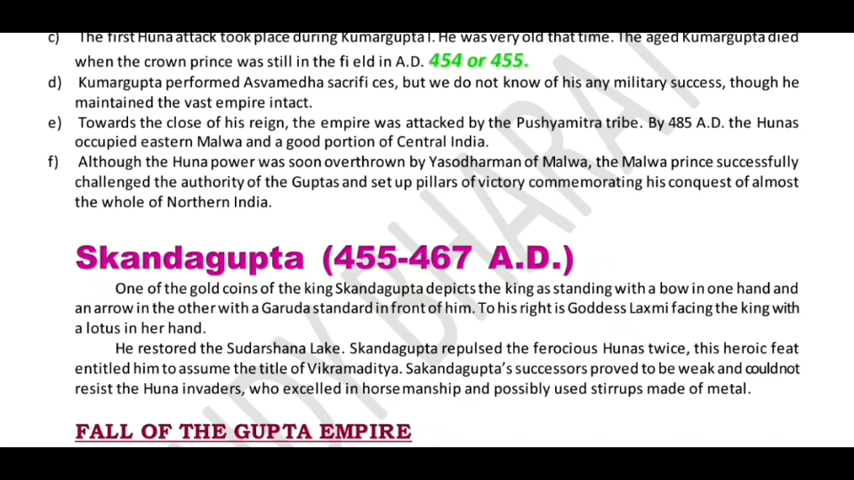 c) The first Huna attack took place during Kumargupta I. He was very old that time. The aged Kumargupta died
when the crown prince was still in the fi eld in A.D. 454 or 455.
d) Kumargupta performed Asvamedha sacrifi ces, but we do not know of his any military success, though he
maintained the vast empire intact.
e) Towards the close of his reign, the empire was attacked by the Pushyamitra tribe. By 485 A.D. the Hunas
occupied eastern Malwa and a good portion of Central India.
f) Although the Huna power was soon overthrown by Yasodharman of Malwa, the Malwa prince successfully
challenged the authority of the Guptas and set up pillars of victory commemorating his conquest of almost
the whole of Northern India.
Skandagupta (455-467 A.D.)
One of the gold coins of the king Skandagupta depicts the king as standing with a bow in one hand and
an arrow in the other with a Garuda standard in front of him. To his right is Goddess Laxmi facing the king with
a lotus in her hand.
He restored the Sudarshana Lake. Skandagupta repulsed the ferocious Hunas twice, this heroic feat
entitled him to assume the title of Vikramaditya. Sakandagupta's successors proved to be weak and could not
resist the Huna invaders, who excelled in horsemanship and possibly used stirrups made of metal.
FALL OF THE GUPTA EMPIRE